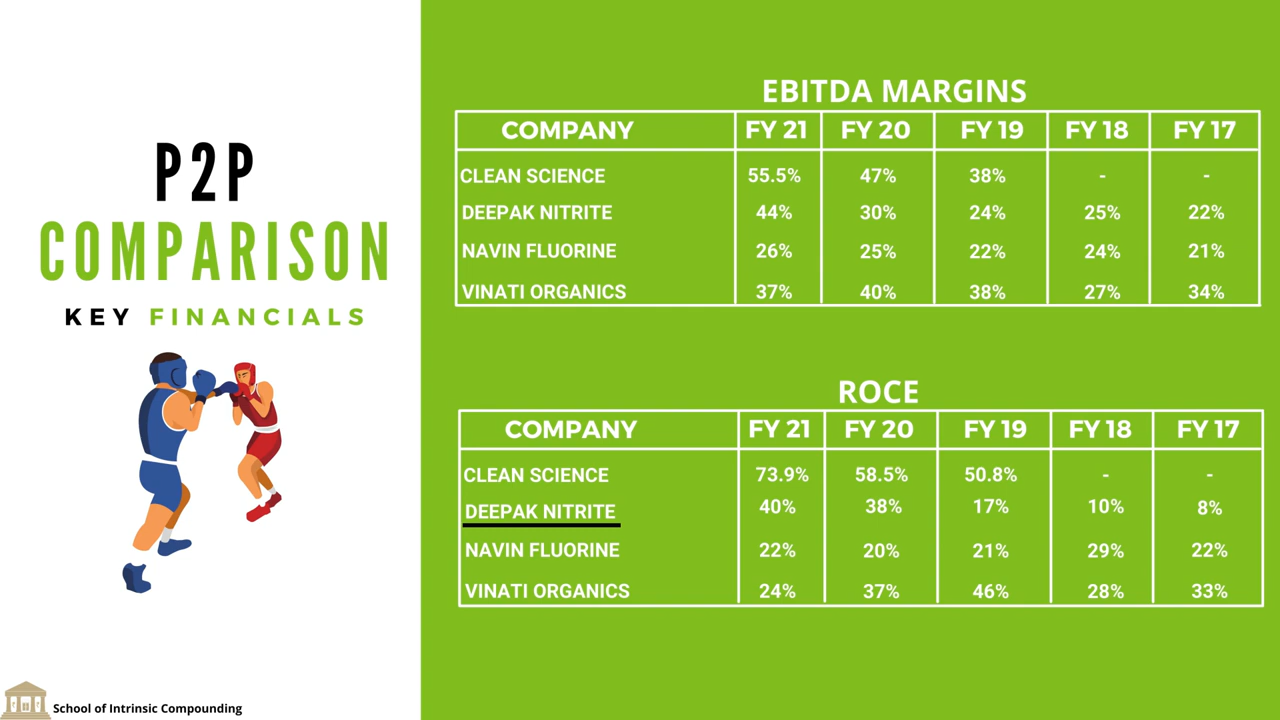 P2P
COMPARISON
KEY FINANCIALS
School of Intrinsic Compounding
EBITDA MARGINS
COMPANY FY 21 FY 20 FY 19 FY 18 FY 17
CLEAN SCIENCE 55.5% 47% 38% - -
DEEPAK NITRITE 44% 30% 24% 25% 22%
NAVIN FLUORINE 26% 25% 22% 24% 21%
VINATI ORGANICS 37% 40% 38% 27% 34%
ROCE
COMPANY FY 21 FY 20 FY 19 FY 18 FY 17
CLEAN SCIENCE 73.9% 58.5% 50.8% - -
DEEPAK NITRITE 40% 38% 17% 10% 8%
NAVIN FLUORINE 22% 20% 21% 29% 22%
VINATI ORGANICS 24% 37% 46% 28% 33%